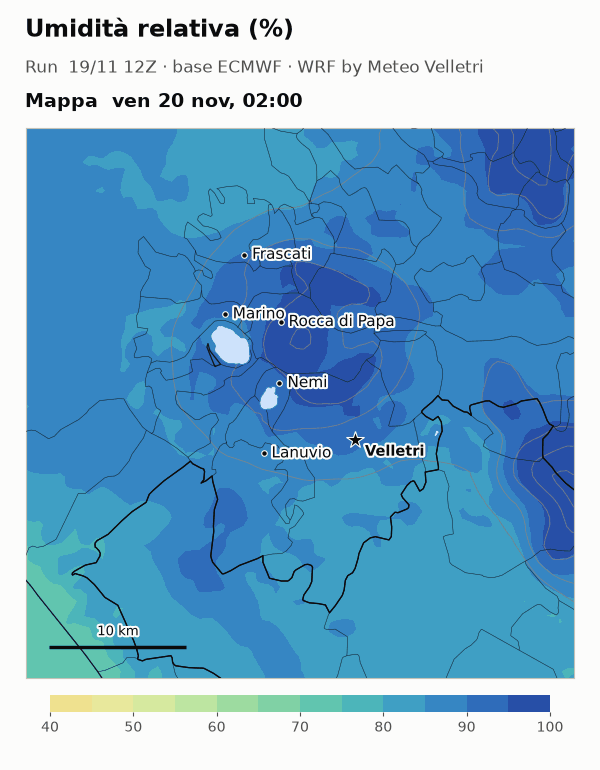 Umidità relativa (%)
Run  19/11 12Z · base ECMWF · WRF by Meteo Velletri
Mappa  ven 20 nov, 02:00
Frascati
Marino
Rocca di Papa
Nemi
Velletri
Lanuvio
10 km
40 50 60 70 80 90 100